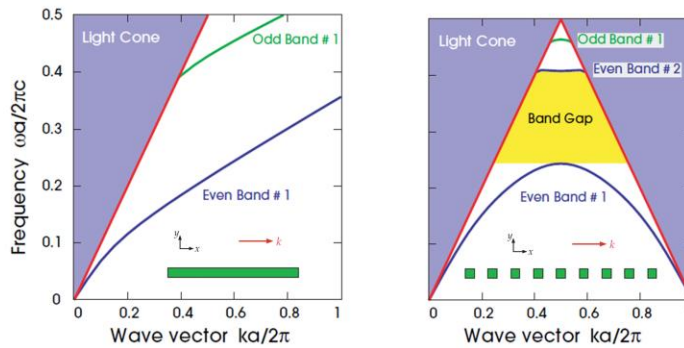 0.5
0.4
0.3
0.2
0.1
0
Frequency ωa/2πc
Light Cone
Odd Band # 1
Even Band # 1
y
x
k
0.2 0.4 0.6 0.8 1
Wave vector ka/2π
Light Cone
Odd Band # 1
Even Band # 2
Band Gap
Even Band # 1
y
x
k
0 0.2 0.4 0.6 0.8
Wave vector ka/2π